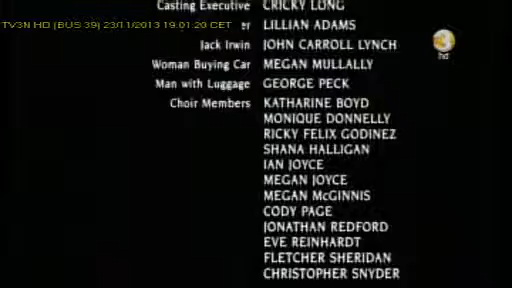 Casting Executive CRICKY LONG
TV3N HD (BUS 39) 23/11/2013 19:01:20 CET
er LILLIAN ADAMS
Jack Irwin JOHN CARROLL LYNCH
Woman Buying Car MEGAN MULLALLY
Man with Luggage GEORGE PECK
Choir Members KATHARINE BOYD
MONIQUE DONNELLY
RICKY FELIX GODINEZ
SHANA HALLIGAN
IAN JOYCE
MEGAN JOYCE
MEGAN McGINNIS
CODY PAGE
JONATHAN REDFORD
EVE REINHARDT
FLETCHER SHERIDAN
CHRISTOPHER SNYDER
3
hd